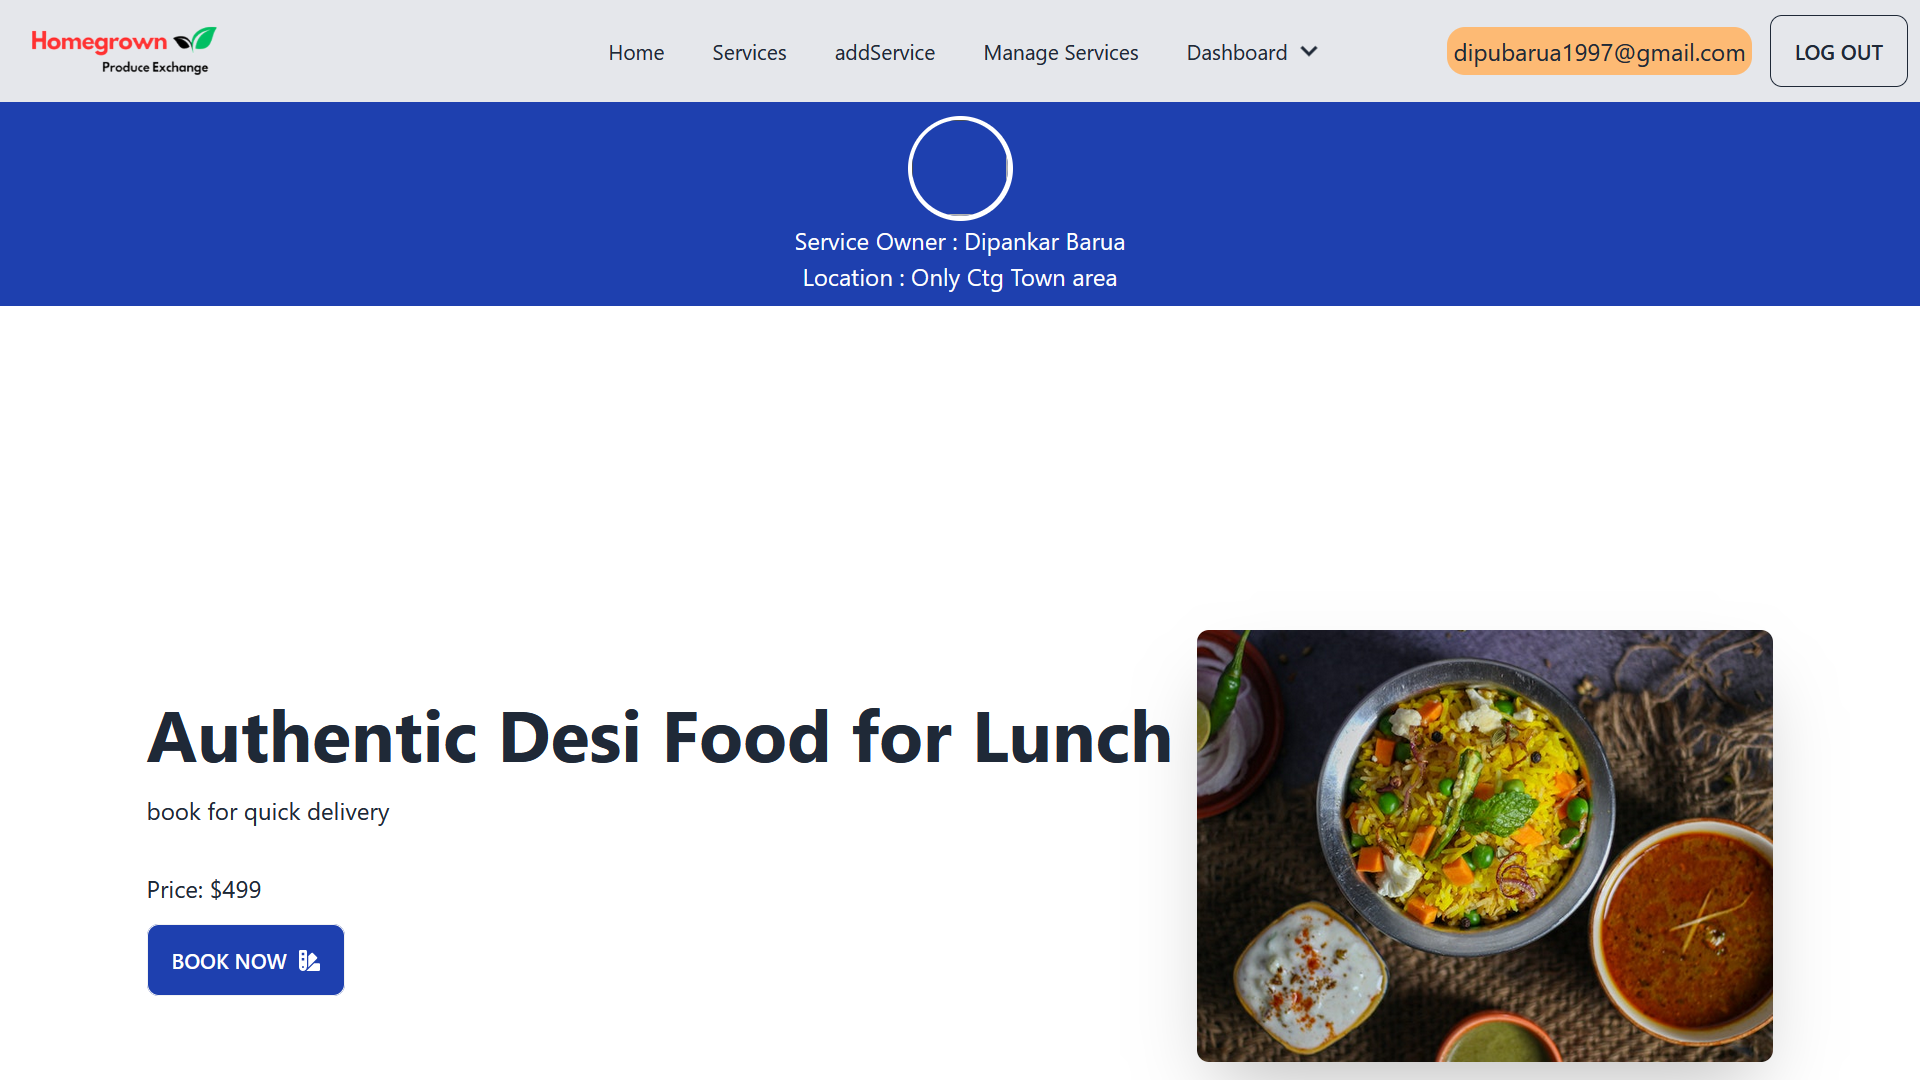 Homegrown
Produce Exchange
Home
Services
addService
Manage Services
Dashboard
dipubarua1997@gmail.com
LOG OUT
Service Owner : Dipankar Barua
Location : Only Ctg Town area
Authentic Desi Food for Lunch
book for quick delivery
Price: $499
BOOK NOW